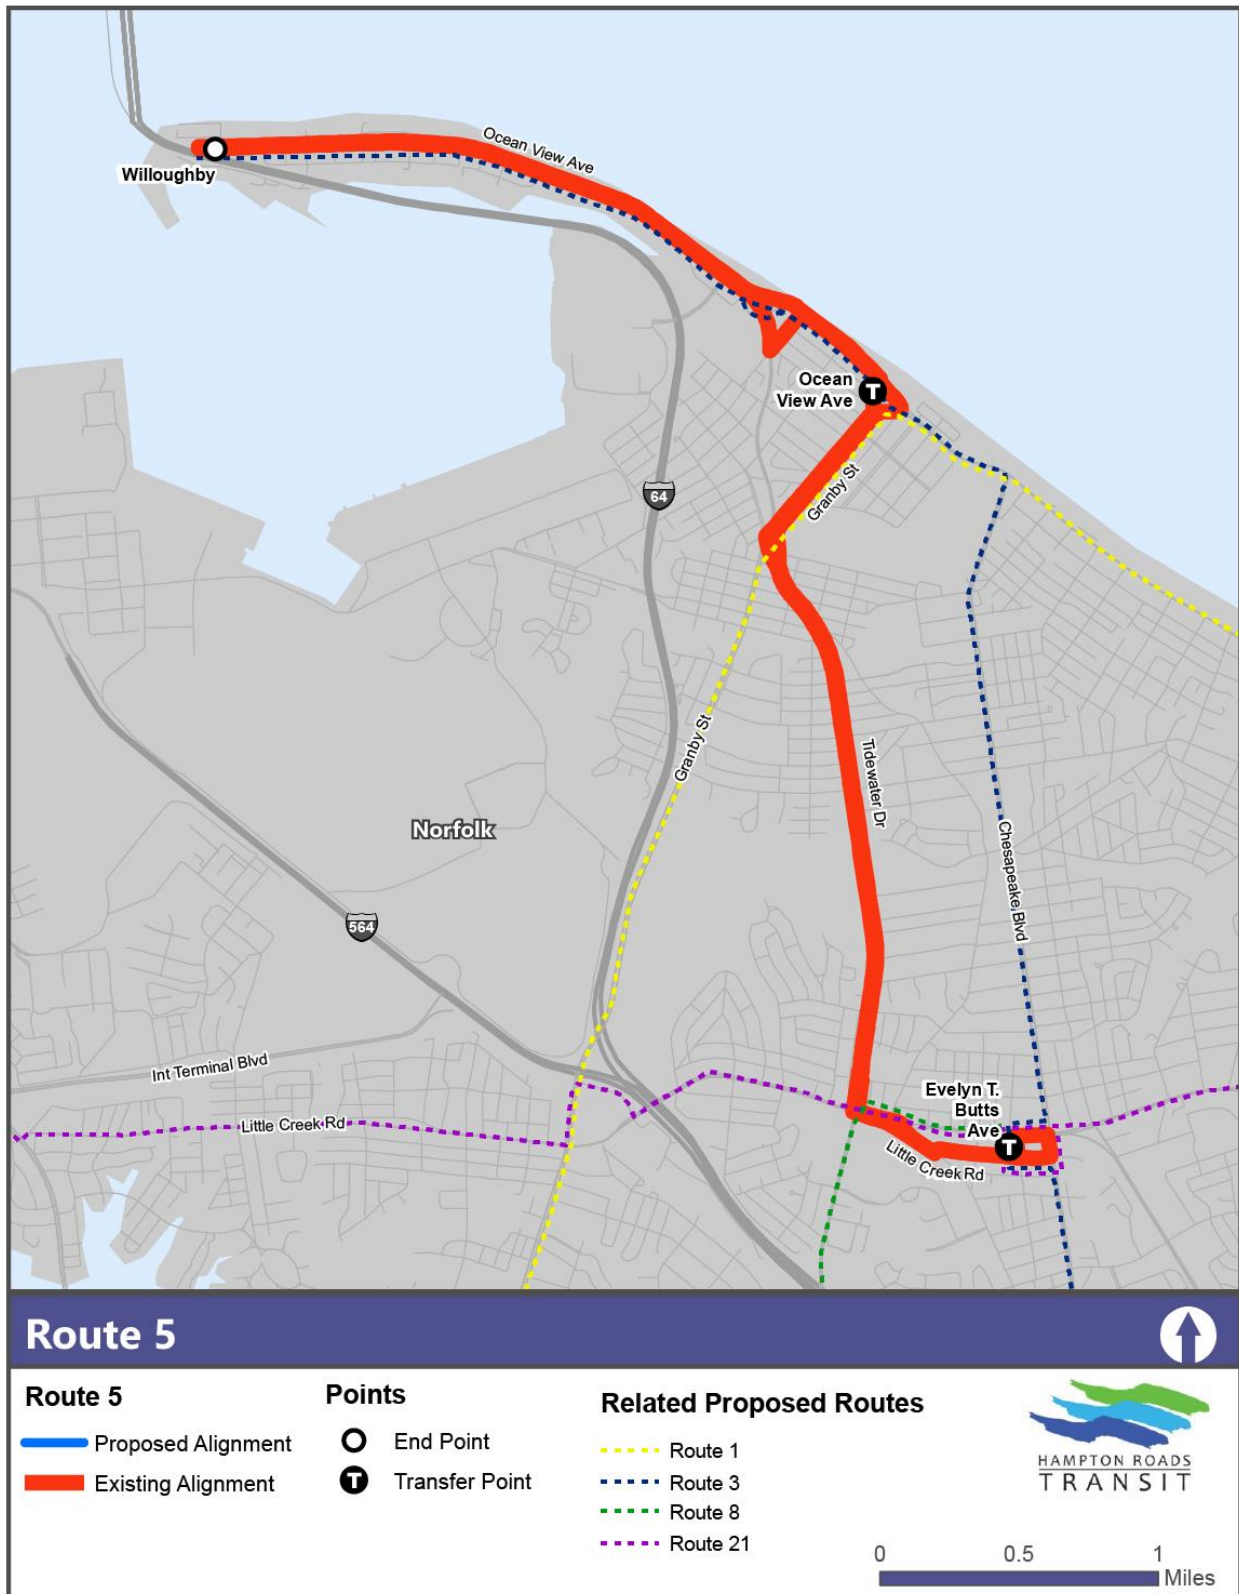 Ocean View Ave
Willoughby
Ocean
View Ave
T
Granby St
64
Granby St
Tidewater Dr
Norfolk
Chesapeake Blvd
564
Int Terminal Blvd
Little Creek Rd
Evelyn T.
Butts
Ave
T
Little Creek Rd
Route 5
Route 5
Proposed Alignment
Existing Alignment
Points
End Point
T Transfer Point
Related Proposed Routes
Route 1
Route 3
Route 8
Route 21
HAMPTON ROADS
TRANSIT
0 0.5 1
Miles